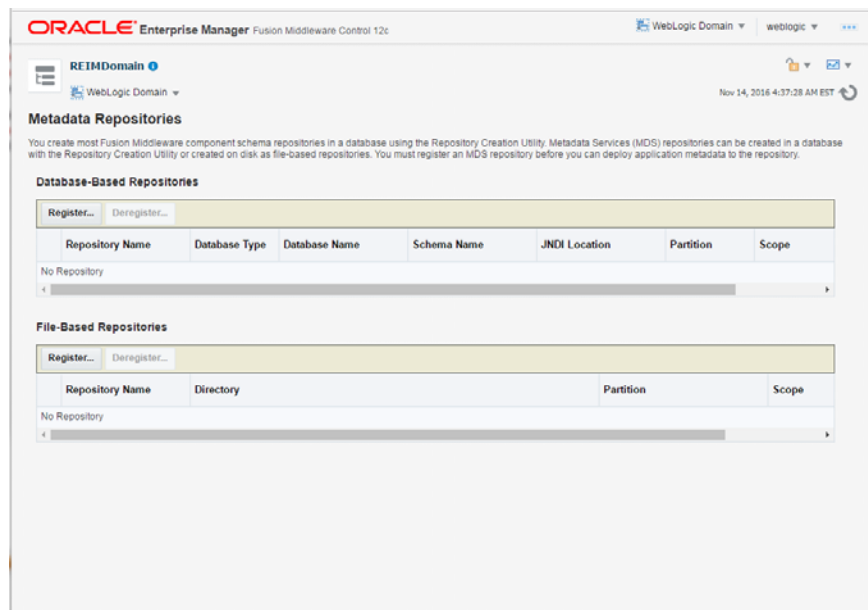 ORACLE Enterprise Manager Fusion Middleware Control 12c
WebLogic Domain
weblogic
REIMDomain
WebLogic Domain
Nov 14, 2016 4:37:28 AM EST
Metadata Repositories
You create most Fusion Middleware component schema repositories in a database using the Repository Creation Utility. Metadata Services (MDS) repositories can be created in a database
with the Repository Creation Utility or created on disk as file-based repositories. You must register an MDS repository before you can deploy application metadata to the repository.
Database-Based Repositories
Register... Deregister...
Repository Name Database Type Database Name Schema Name JNDI Location Partition Scope
No Repository
File-Based Repositories
Register... Deregister...
Repository Name Directory Partition Scope
No Repository